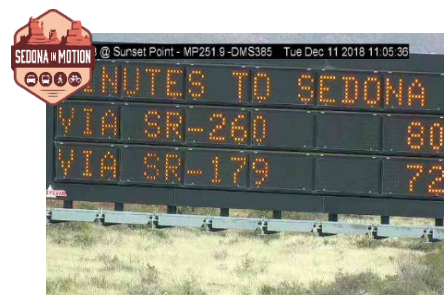 SEDONA IN MOTION
@ Sunset Point - MP251.9 -DMS385 Tue Dec 11 2018 11:05:36
MINUTES TO SEDONA
VIA SR-260 80
VIA SR-179 72